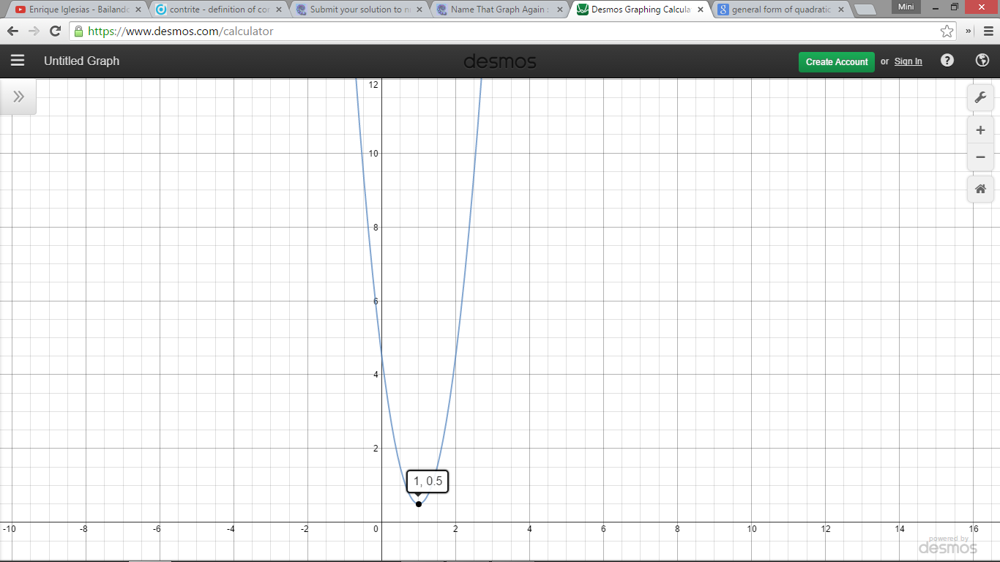 Enrique Iglesias - Bailando
contrite - definition of cor
Submit your solution to n
Name That Graph Again :
Desmos Graphing Calcula
general form of quadratic
Mini
https://www.desmos.com/calculator
»
Untitled Graph
desmos
Create Account or Sign In ?
12
10
8
6
4
2
1, 0.5
-10 -8 -6 -4 -2 0 2 4 6 8 10 12 14 16
powered by
desmos